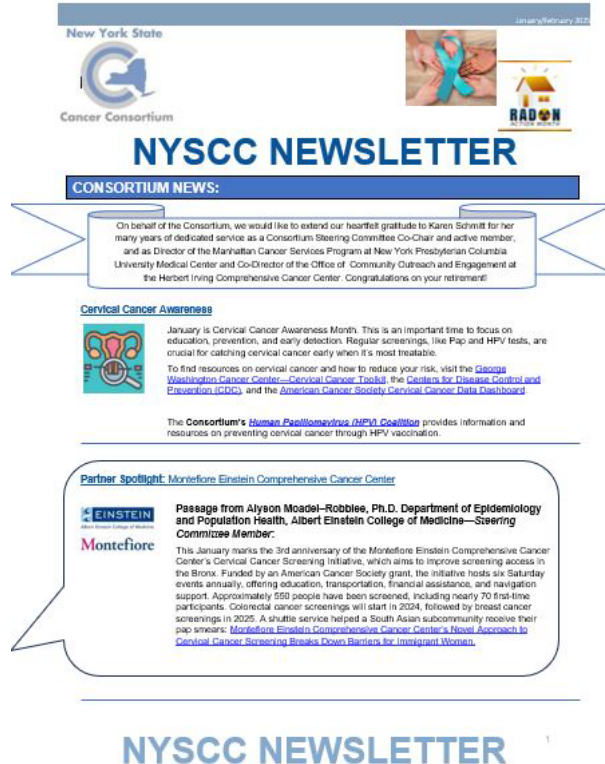 January/February 2025
New York State
Cancer Consortium
RADON
ACTION MONTH
NYSCC NEWSLETTER
CONSORTIUM NEWS:
On behalf of the Consortium, we would like to extend our heartfelt gratitude to Karen Schmitt for her
many years of dedicated service as a Consortium Steering Committee Co-Chair and active member,
and as Director of the Manhattan Cancer Services Program at New York Presbyterian Columbia
University Medical Center and Co-Director of the Office of Community Outreach and Engagement at
the Herbert Irving Comprehensive Cancer Center. Congratulations on your retirement!
Cervical Cancer Awareness
January is Cervical Cancer Awareness Month. This is an important time to focus on
education, prevention, and early detection. Regular screenings, like Pap and HPV tests, are
crucial for catching cervical cancer early when it's most treatable.
To find resources on cervical cancer and how to reduce your risk, visit the George
Washington Cancer Center—Cervical Cancer Toolkit, the Centers for Disease Control and
Prevention (CDC), and the American Cancer Society Cervical Cancer Data Dashboard.
The Consortium's Human Papillomavirus (HPV) Coalition provides information and
resources on preventing cervical cancer through HPV vaccination.
Partner Spotlight: Montefiore Einstein Comprehensive Cancer Center
EINSTEIN
Albert Einstein College of Medicine
Montefiore
Passage from Alyson Moadel–Robblee, Ph.D. Department of Epidemiology
and Population Health, Albert Einstein College of Medicine—Steering
Committee Member:
This January marks the 3rd anniversary of the Montefiore Einstein Comprehensive Cancer
Center's Cervical Cancer Screening Initiative, which aims to improve screening access in
the Bronx. Funded by an American Cancer Society grant, the initiative hosts six Saturday
events annually, offering education, transportation, financial assistance, and navigation
support. Approximately 550 people have been screened, including nearly 70 first-time
participants. Colorectal cancer screenings will start in 2024, followed by breast cancer
screenings in 2025. A shuttle service helped a South Asian subcommunity receive their
pap smears: Montefiore Einstein Comprehensive Cancer Center's Novel Approach to
Cervical Cancer Screening Breaks Down Barriers for Immigrant Women.
1
NYSCC NEWSLETTER